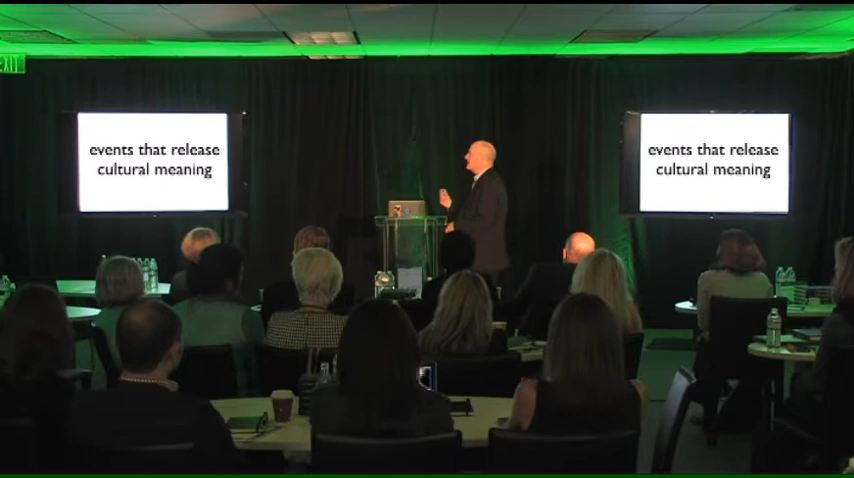 EXIT
events that release
cultural meaning
events that release
cultural meaning